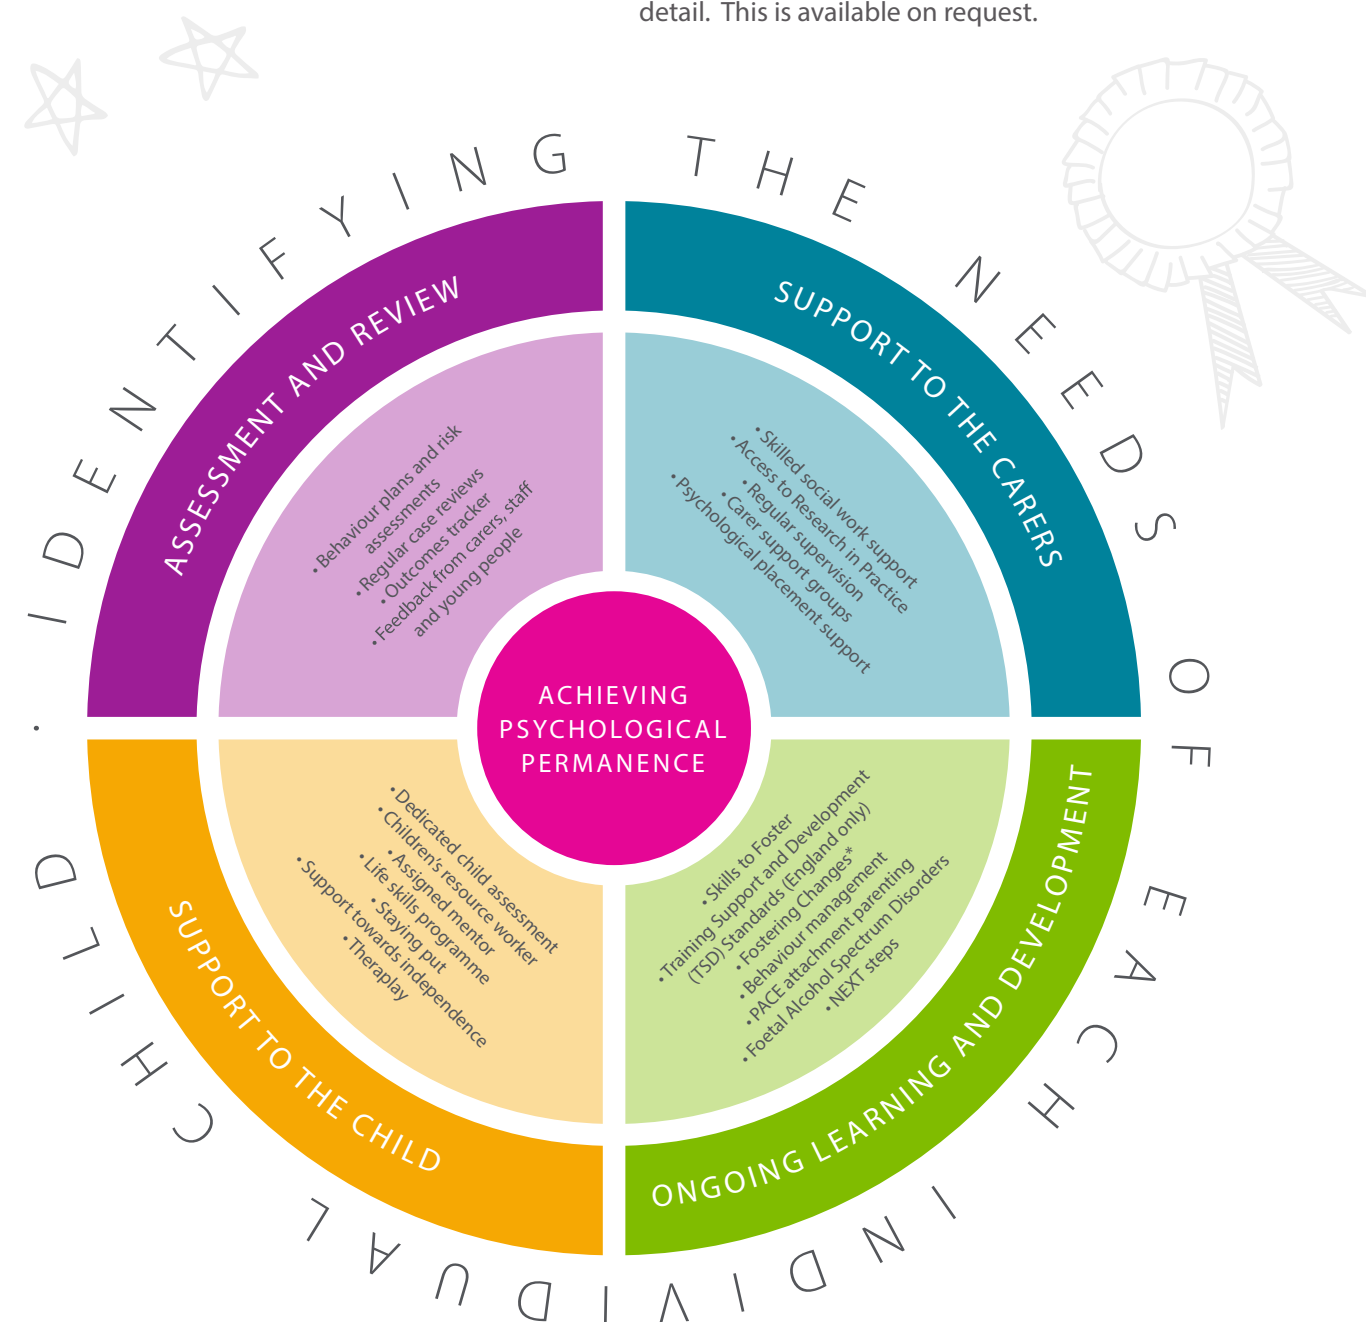 detail. This is available on request.
IDENTIFYING THE NEEDS OF EACH INDIVIDUAL CHILD .
ASSESSMENT AND REVIEW
• Behaviour plans and risk
assessments
• Regular case reviews
• Outcomes tracker
• Feedback from carers, staff
and young people
SUPPORT TO THE CARERS
• Skilled social work support
• Access to Research in Practice
• Regular supervision
• Carer support groups
• Psychological placement support
ACHIEVING
PSYCHOLOGICAL
PERMANENCE
SUPPORT TO THE CHILD
• Dedicated child assessment
• Children's resource worker
• Assigned mentor
• Life skills programme
• Staying put
• Support towards independence
• Theraplay
ONGOING LEARNING AND DEVELOPMENT
• Skills to Foster
• Training Support and Development
(TSD) Standards (England only)
• Fostering Changes*
• Behaviour management
• PACE attachment parenting
• Foetal Alcohol Spectrum Disorders
• NEXT steps